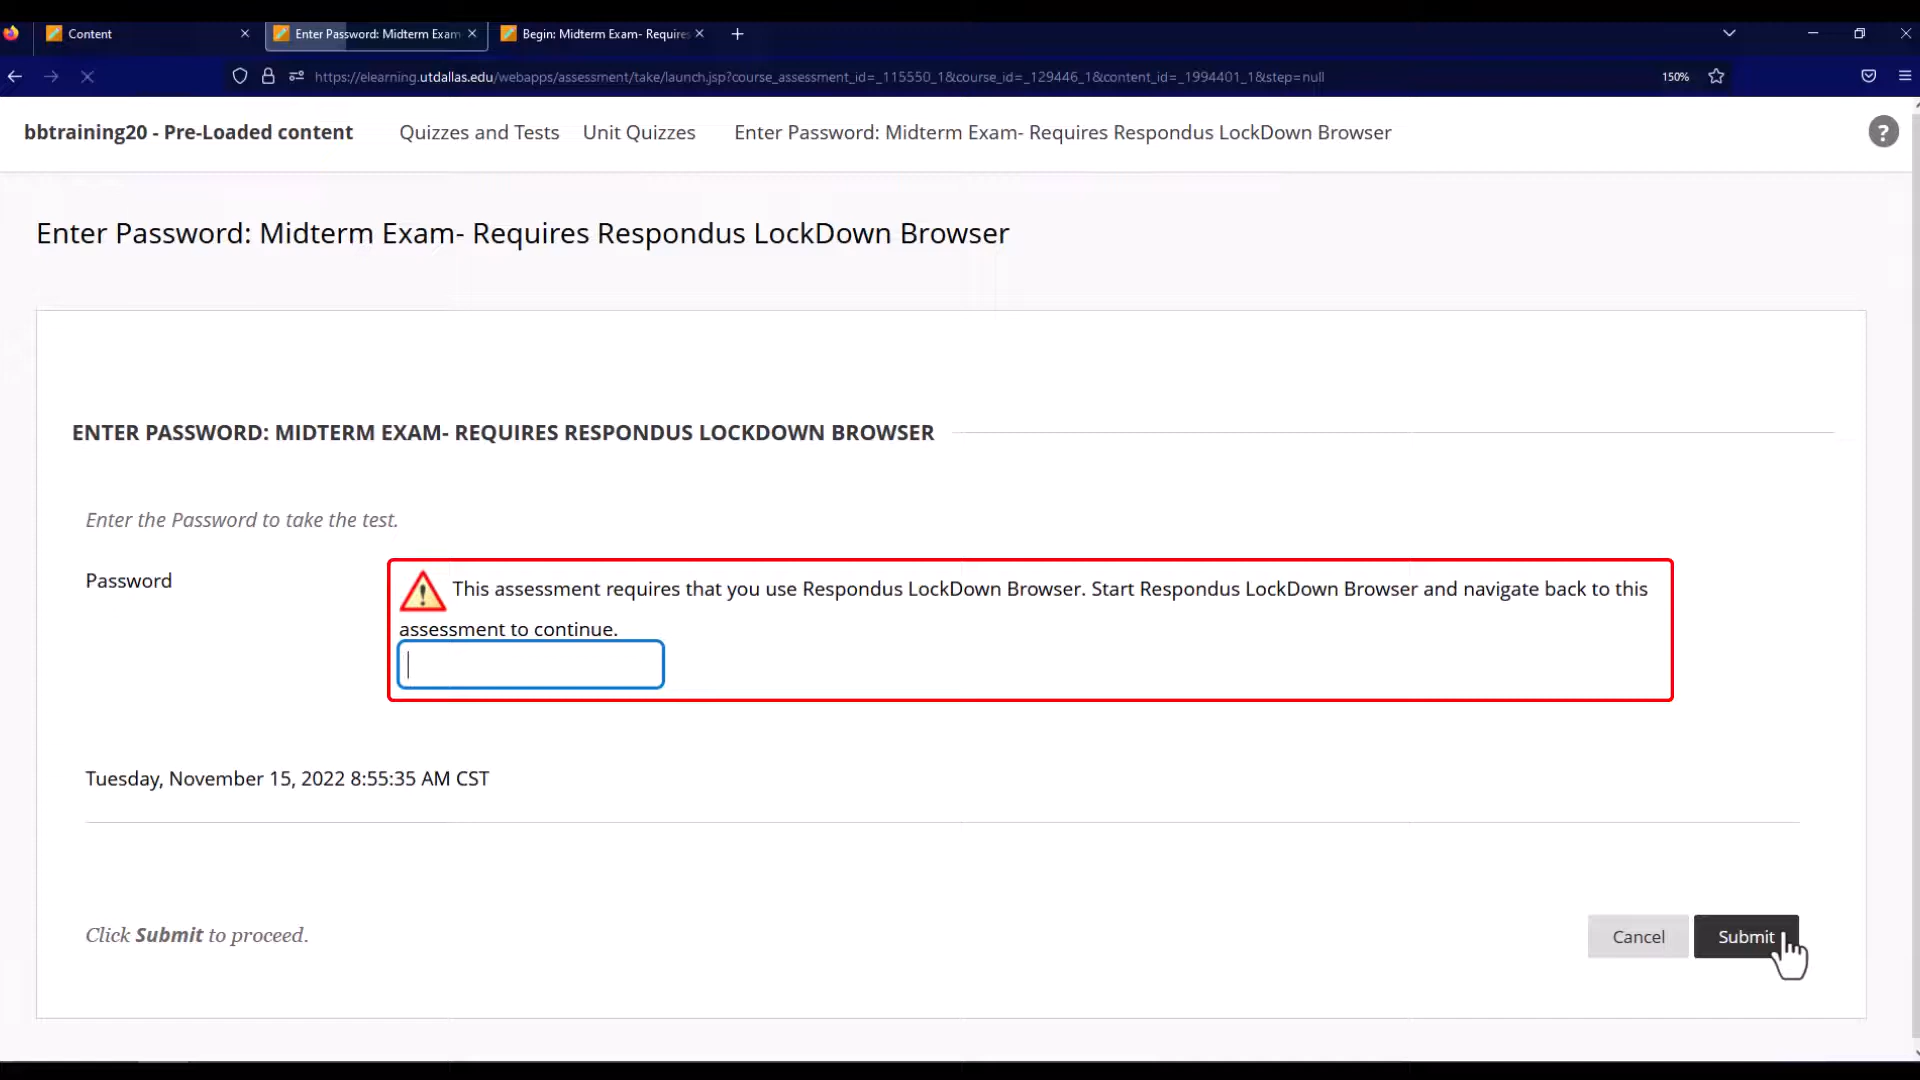 Content
Enter Password: Midterm Exam
Begin: Midterm Exam- Requires
https://elearning.utdallas.edu/webapps/assessment/take/launch.jsp?course_assessment_id=_115550_1&course_id=_129446_1&content_id=_1994401_1&step=null
150%
bbtraining20 - Pre-Loaded content
Quizzes and Tests
Unit Quizzes
Enter Password: Midterm Exam- Requires Respondus LockDown Browser
?
Enter Password: Midterm Exam- Requires Respondus LockDown Browser
ENTER PASSWORD: MIDTERM EXAM- REQUIRES RESPONDUS LOCKDOWN BROWSER
Enter the Password to take the test.
Password
This assessment requires that you use Respondus LockDown Browser. Start Respondus LockDown Browser and navigate back to this
assessment to continue.
Tuesday, November 15, 2022 8:55:35 AM CST
Click Submit to proceed.
Cancel
Submit